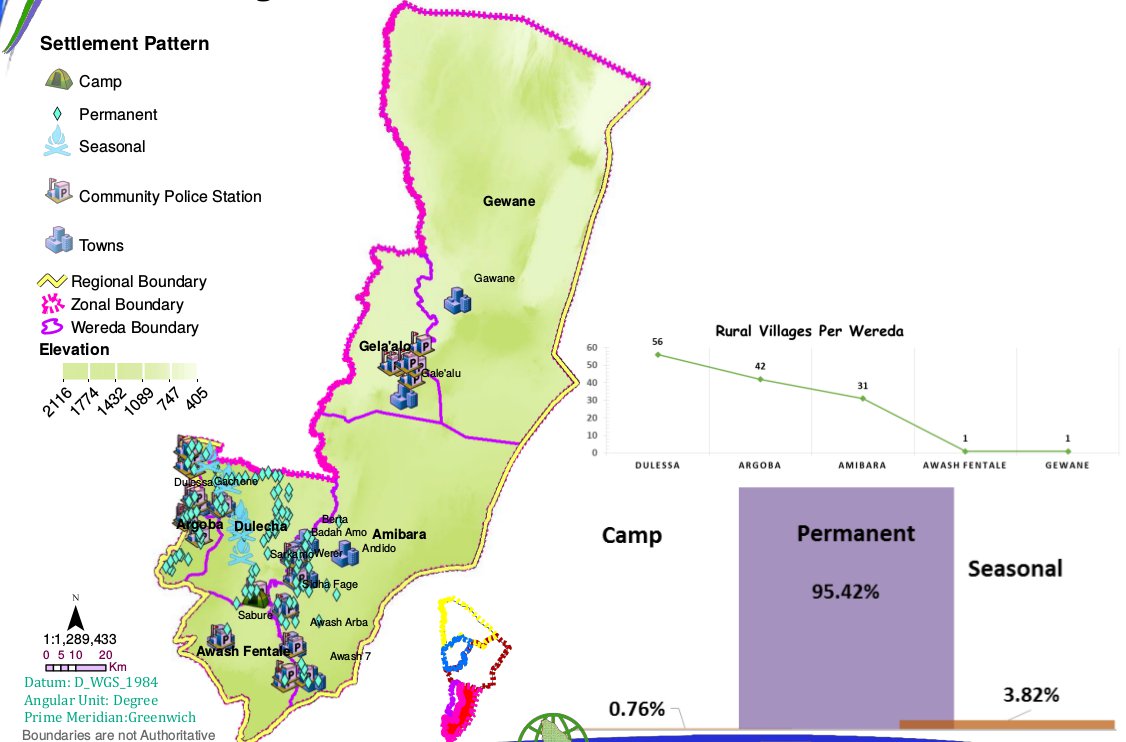 Settlement Pattern
Camp
Permanent
Seasonal
Community Police Station
Towns
Regional Boundary
Zonal Boundary
Wereda Boundary
Elevation
2116 1774 1432 1089 747 405
Gewane
Gawane
Gela'alo
Gale'alu
Dulessa Gachene
Argoba
Dulecha
Berta
Badan Amo
Amibara
Andido
Sarkamo Werer
Sidha Fage
Sabure
Awash Arba
Awash Fentale
Awash 7
N
1:1,289,433
0 5 10 20
Km
Datum: D_WGS_1984
Angular Unit: Degree
Prime Meridian:Greenwich
Boundaries are not Authoritative
Rural Villages Per Wereda
60
50
40
30
20
10
0
56
42
31
1
1
DULESSA ARGOBA AMIBARA AWASH FENTALE GEWANE
Camp
Permanent
Seasonal
95.42%
0.76%
3.82%